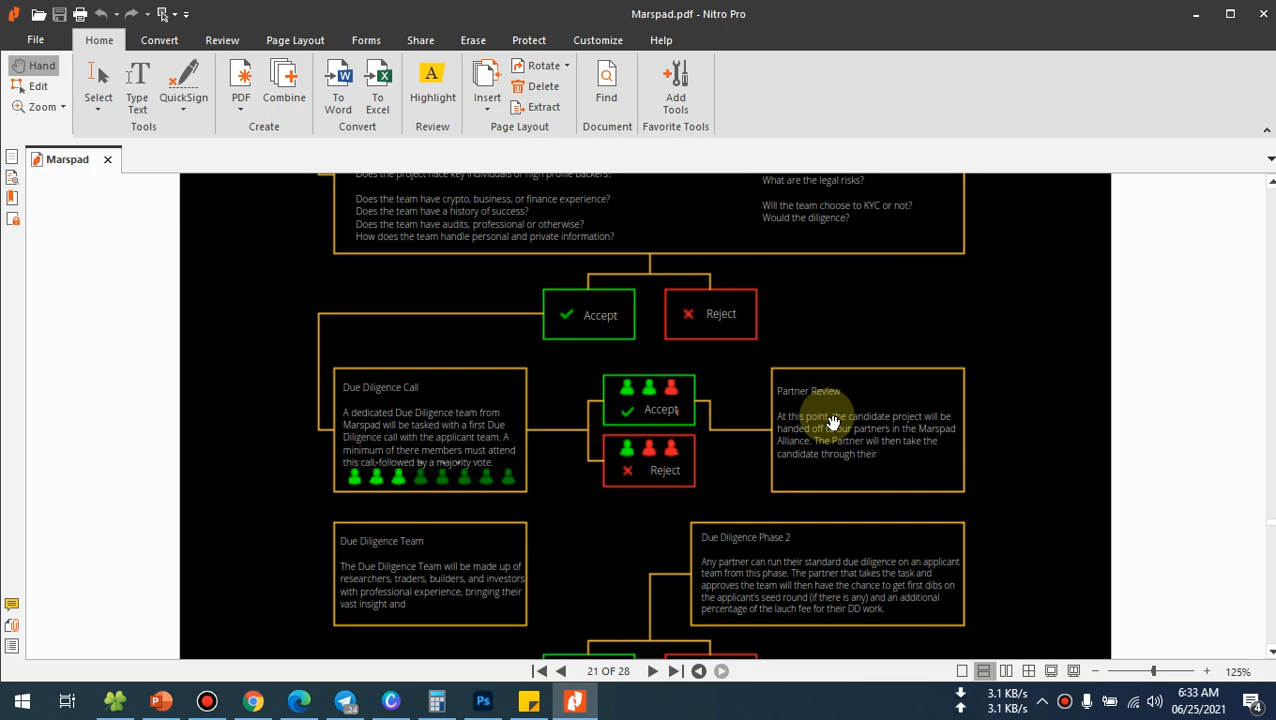 Marspad.pdf - Nitro Pro
File
Home
Convert
Review
Page Layout
Forms
Share
Erase
Protect
Customize
Help
Hand
Edit
Zoom
Select
Type Text
QuickSign
Tools
PDF
Combine
Create
To Word
To Excel
Convert
Highlight
Review
Insert
Rotate
Delete
Extract
Page Layout
Find
Document
Add Tools
Favorite Tools
Marspad
Does the project hace key individuals or high profile backers?
Does the team have crypto, business, or finance experience?
Does the team have a history of success?
Does the team have audits, professional or otherwise?
How does the team handle personal and private information?
What are the legal risks?
Will the team choose to KYC or not?
Would the diligence?
Accept
Reject
Due Diligence Call
A dedicated Due Diligence team from
Marspad will be tasked with a first Due
Diligence call with the applicant team. A
minimum of there members must attend
this call, followed by a majority vote.
Accept
Reject
Partner Review
At this point, the candidate project will be
handed off to our partners in the Marspad
Alliance. The Partner will then take the
candidate through their
Due Diligence Team
The Due Diligence Team will be made up of
researchers, traders, builders, and investors
with professional experience, bringing their
vast insight and
Due Diligence Phase 2
Any partner can run their standard due diligence on an applicant
team from this phase. The partner that takes the task and
approves the team will then have the chance to get first dibs on
the applicant's seed round (if there is any) and an additional
percentage of the lauch fee for their DD work.
21 OF 28
125%
24
3.1 KB/s
3.1 KB/s
6:33 AM
06/25/2021
4